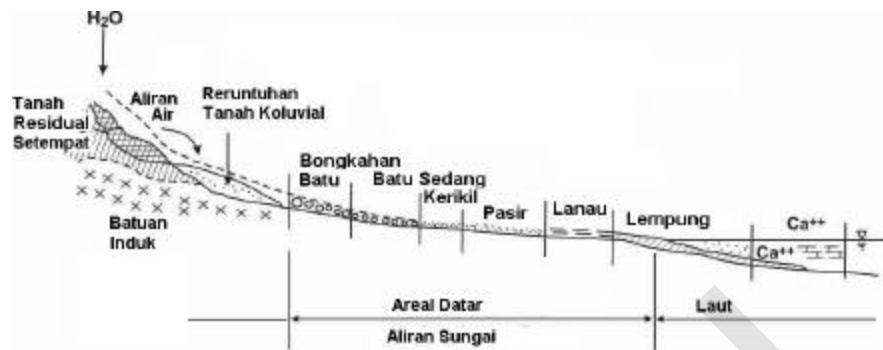 H₂O
Tanah
Residual
Setempat
Aliran
Air
Reruntuhan
Tanah Koluvial
Batuan
Induk
Bongkahan
Batu
Batu Sedang
Kerikil
Pasir
Lanau
Lempung
Ca⁺⁺
Ca⁺⁺
Areal Datar
Laut
Aliran Sungai